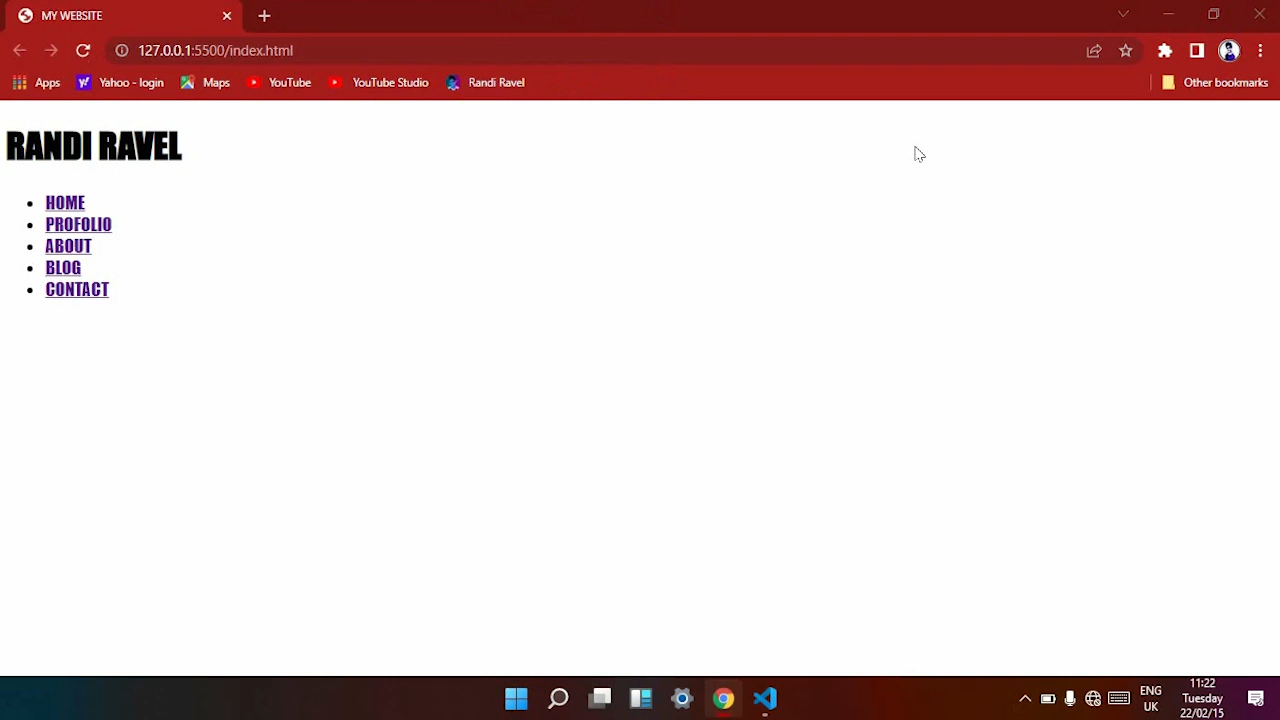 MY WEBSITE
127.0.0.1:5500/index.html
Apps Yahoo - login Maps YouTube YouTube Studio Randi Ravel Other bookmarks
RANDI RAVEL
HOME
PROFOLIO
ABOUT
BLOG
CONTACT
ENG
UK
11:22
Tuesday
22/02/15